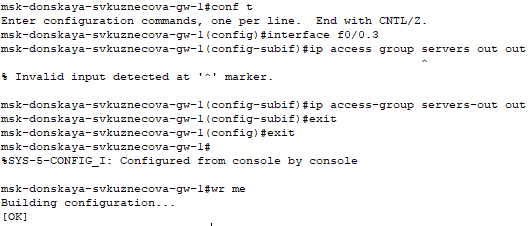 msk-donskaya-svkuznecova-gw-1#conf t
Enter configuration commands, one per line.  End with CNTL/Z.
msk-donskaya-svkuznecova-gw-1(config)#interface f0/0.3
msk-donskaya-svkuznecova-gw-1(config-subif)#ip access group servers out out
^
% Invalid input detected at '^' marker.
msk-donskaya-svkuznecova-gw-1(config-subif)#ip access-group servers-out out
msk-donskaya-svkuznecova-gw-1(config-subif)#exit
msk-donskaya-svkuznecova-gw-1(config)#exit
msk-donskaya-svkuznecova-gw-1#
%SYS-5-CONFIG_I: Configured from console by console
msk-donskaya-svkuznecova-gw-1#wr me
Building configuration...
[OK]